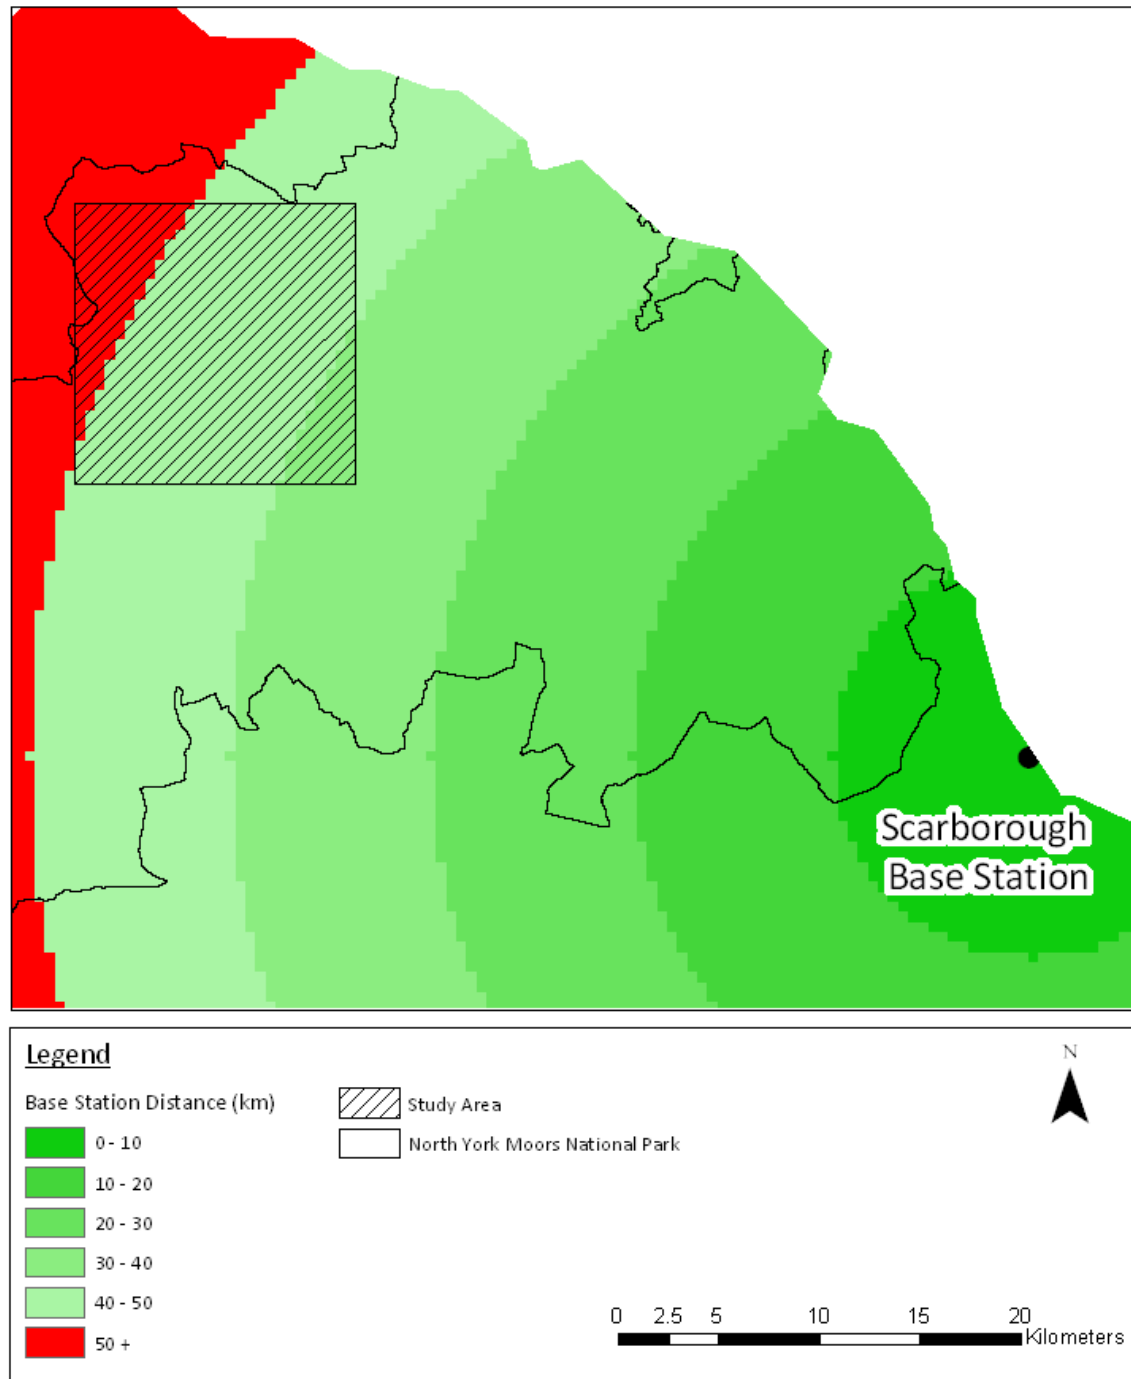 Scarborough
Base Station
Legend
N
Base Station Distance (km)
Study Area
North York Moors National Park
0 - 10
10 - 20
20 - 30
30 - 40
40 - 50
50 +
0 2.5 5 10 15 20
Kilometers